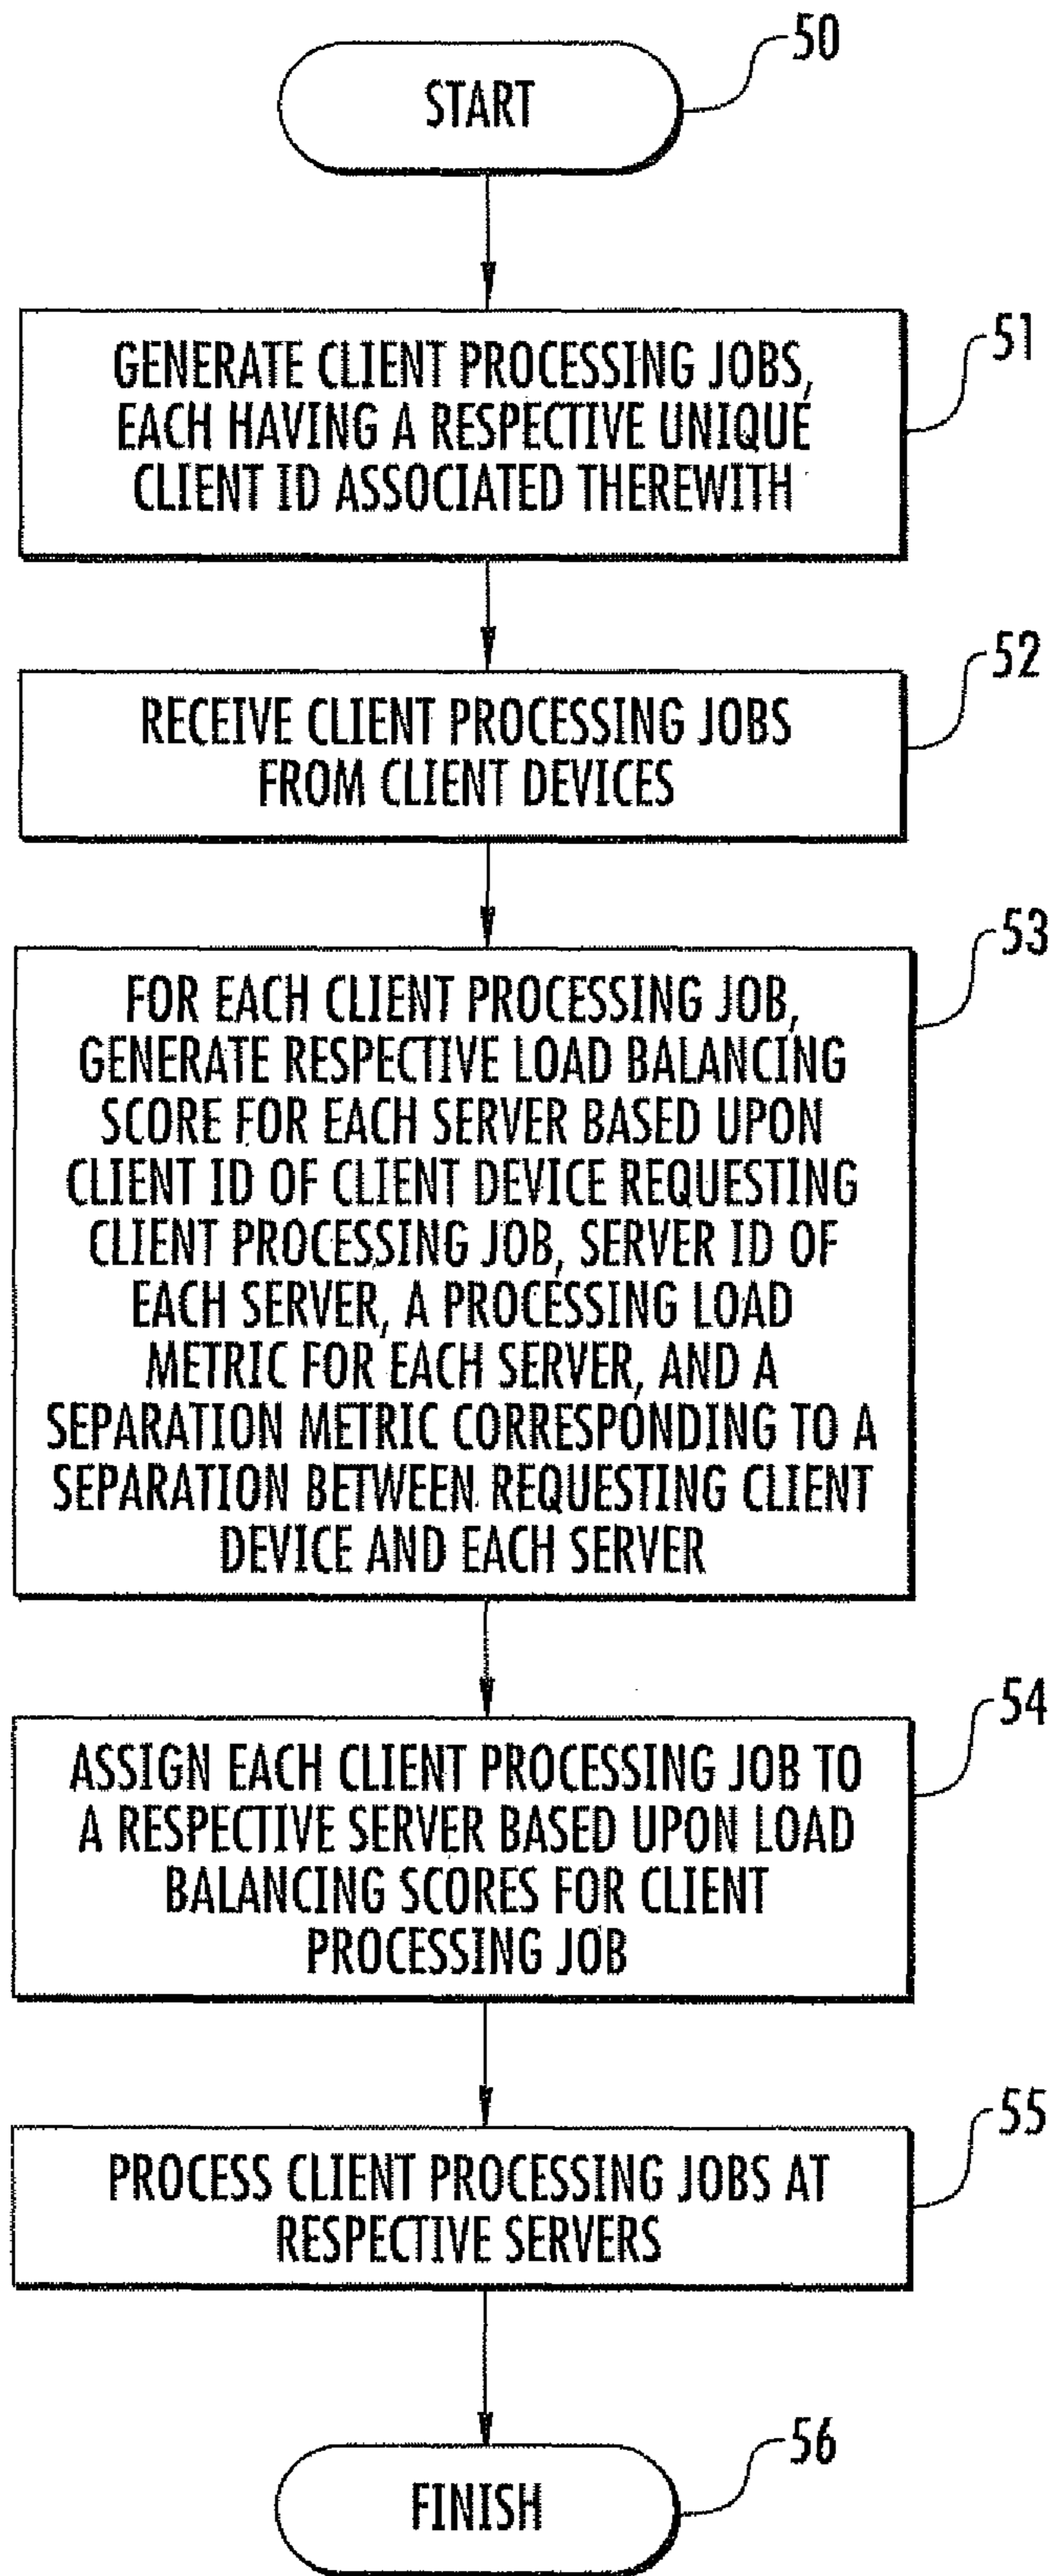 50
START
51
GENERATE CLIENT PROCESSING JOBS,
EACH HAVING A RESPECTIVE UNIQUE
CLIENT ID ASSOCIATED THEREWITH
52
RECEIVE CLIENT PROCESSING JOBS
FROM CLIENT DEVICES
53
FOR EACH CLIENT PROCESSING JOB,
GENERATE RESPECTIVE LOAD BALANCING
SCORE FOR EACH SERVER BASED UPON
CLIENT ID OF CLIENT DEVICE REQUESTING
CLIENT PROCESSING JOB, SERVER ID OF
EACH SERVER, A PROCESSING LOAD
METRIC FOR EACH SERVER, AND A
SEPARATION METRIC CORRESPONDING TO A
SEPARATION BETWEEN REQUESTING CLIENT
DEVICE AND EACH SERVER
54
ASSIGN EACH CLIENT PROCESSING JOB TO
A RESPECTIVE SERVER BASED UPON LOAD
BALANCING SCORES FOR CLIENT
PROCESSING JOB
55
PROCESS CLIENT PROCESSING JOBS AT
RESPECTIVE SERVERS
56
FINISH